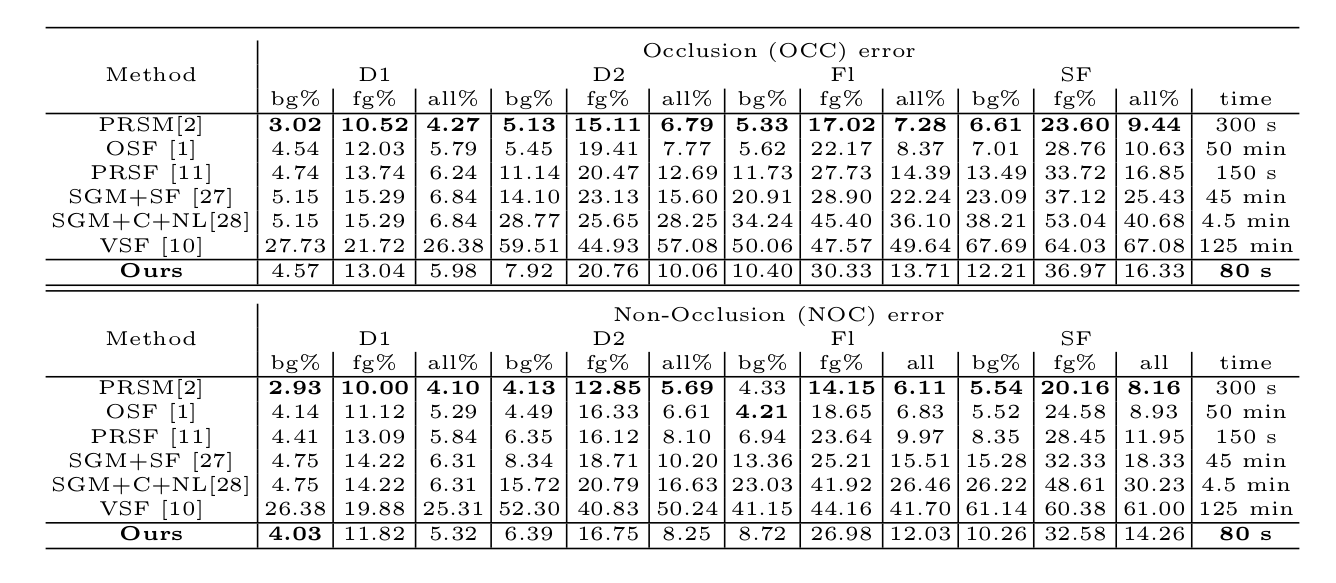 Occlusion (OCC) error
Method D1 D2 Fl SF
bg% fg% all% bg% fg% all% bg% fg% all% bg% fg% all% time
PRSM[2] 3.02 10.52 4.27 5.13 15.11 6.79 5.33 17.02 7.28 6.61 23.60 9.44 300 s
OSF [1] 4.54 12.03 5.79 5.45 19.41 7.77 5.62 22.17 8.37 7.01 28.76 10.63 50 min
PRSF [11] 4.74 13.74 6.24 11.14 20.47 12.69 11.73 27.73 14.39 13.49 33.72 16.85 150 s
SGM+SF [27] 5.15 15.29 6.84 14.10 23.13 15.60 20.91 28.90 22.24 23.09 37.12 25.43 45 min
SGM+C+NL[28] 5.15 15.29 6.84 28.77 25.65 28.25 34.24 45.40 36.10 38.21 53.04 40.68 4.5 min
VSF [10] 27.73 21.72 26.38 59.51 44.93 57.08 50.06 47.57 49.64 67.69 64.03 67.08 125 min
Ours 4.57 13.04 5.98 7.92 20.76 10.06 10.40 30.33 13.71 12.21 36.97 16.33 80 s
Non-Occlusion (NOC) error
Method D1 D2 Fl SF
bg% fg% all% bg% fg% all% bg% fg% all bg% fg% all time
PRSM[2] 2.93 10.00 4.10 4.13 12.85 5.69 4.33 14.15 6.11 5.54 20.16 8.16 300 s
OSF [1] 4.14 11.12 5.29 4.49 16.33 6.61 4.21 18.65 6.83 5.52 24.58 8.93 50 min
PRSF [11] 4.41 13.09 5.84 6.35 16.12 8.10 6.94 23.64 9.97 8.35 28.45 11.95 150 s
SGM+SF [27] 4.75 14.22 6.31 8.34 18.71 10.20 13.36 25.21 15.51 15.28 32.33 18.33 45 min
SGM+C+NL[28] 4.75 14.22 6.31 15.72 20.79 16.63 23.03 41.92 26.46 26.22 48.61 30.23 4.5 min
VSF [10] 26.38 19.88 25.31 52.30 40.83 50.24 41.15 44.16 41.70 61.14 60.38 61.00 125 min
Ours 4.03 11.82 5.32 6.39 16.75 8.25 8.72 26.98 12.03 10.26 32.58 14.26 80 s